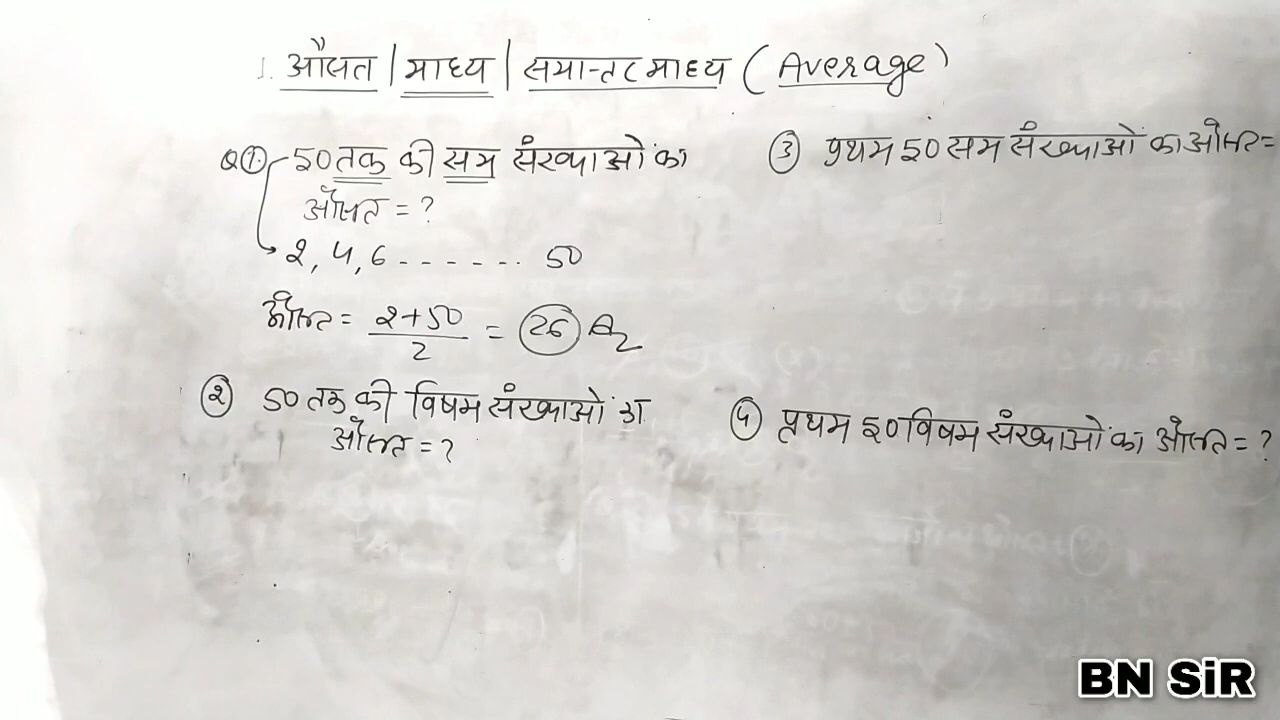 1. औसत | माध्य | समान्तर माध्य ( Average )
Q①. 50 तक की सम संख्याओं का
औसत = ?
2, 4, 6 - - - - - - .. 50
औसत = 2+50 / 2 = 26 A
② 50 तक की विषम संख्याओं का
औसत = ?
③ प्रथम 50 सम संख्याओं का औसत =
④ प्रथम 50 विषम संख्याओं का औसत = ?
BN SiR